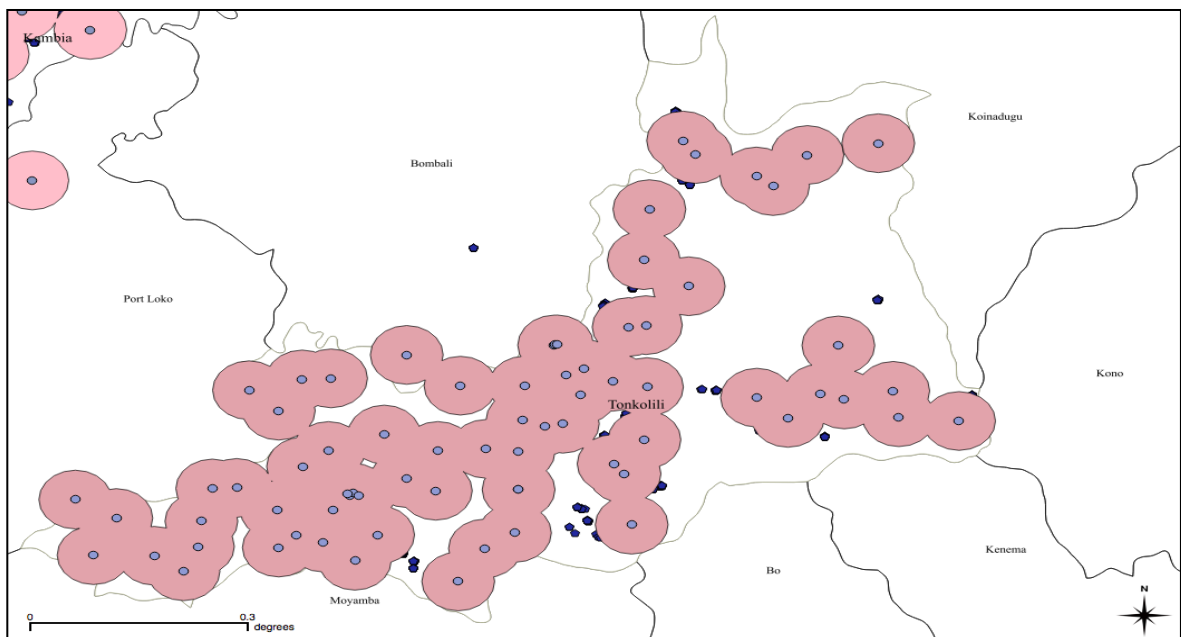 Kambia
Koinadugu
Bombali
Port Loko
Kono
Tonkolili
Kenema
Bo
Moyamba
N
0 0.3
degrees